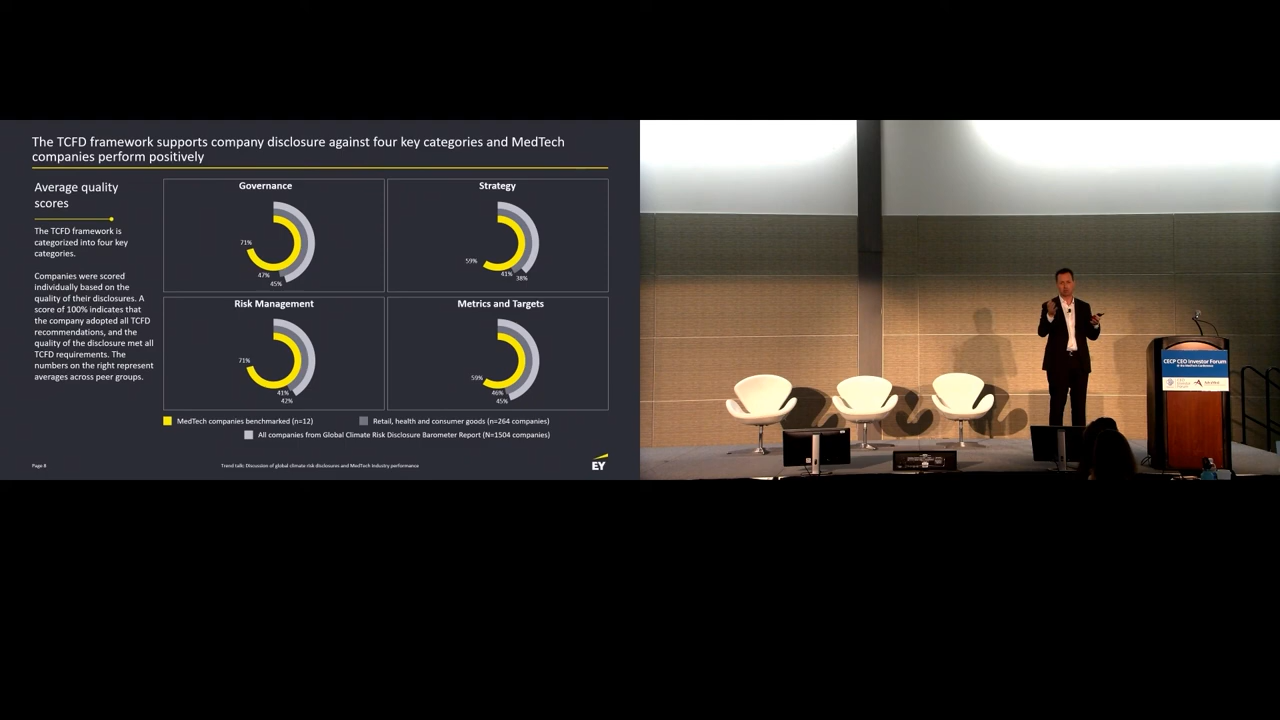 The TCFD framework supports company disclosure against four key categories and MedTech
companies perform positively
Average quality
scores
The TCFD framework is
categorized into four key
categories.
Companies were scored
individually based on the
quality of their disclosures. A
score of 100% indicates that
the company adopted all TCFD
recommendations, and the
quality of the disclosure met all
TCFD requirements. The
numbers on the right represent
averages across peer groups.
Governance
71%
47%
45%
Strategy
59%
41%
38%
Risk Management
71%
41%
42%
Metrics and Targets
59%
46%
45%
MedTech companies benchmarked (n=12)
Retail, health and consumer goods (n=264 companies)
All companies from Global Climate Risk Disclosure Barometer Report (N=1504 companies)
Page 8
Trend talk: Discussion of global climate risk disclosures and MedTech Industry performance
EY
CECP CEO Investor Forum